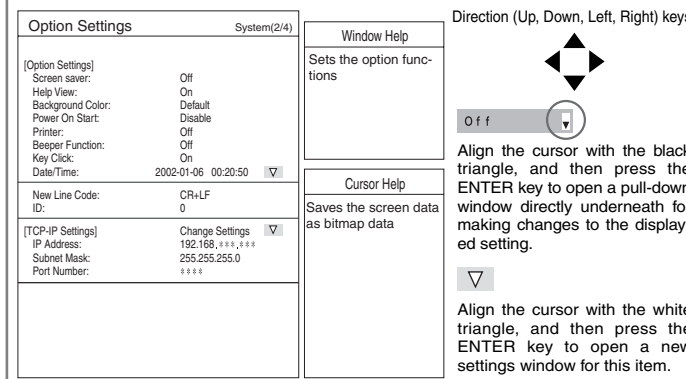 Option Settings System(2/4)
[Option Settings]
Screen saver: Off
Help View: On
Background Color: Default
Power On Start: Disable
Printer: Off
Beeper Function: Off
Key Click: On
Date/Time: 2002-01-06 00:20:50 ▽
New Line Code: CR+LF
ID: 0
[TCP-IP Settings] Change Settings ▽
IP Address: 192.168.***.***
Subnet Mask: 255.255.255.0
Port Number: ****
Window Help
Sets the option func-
tions
Cursor Help
Saves the screen data
as bitmap data
Direction (Up, Down, Left, Right) keys
Off ▼
Align the cursor with the black
triangle, and then press the
ENTER key to open a pull-down
window directly underneath for
making changes to the display-
ed setting.
▽
Align the cursor with the white
triangle, and then press the
ENTER key to open a new
settings window for this item.